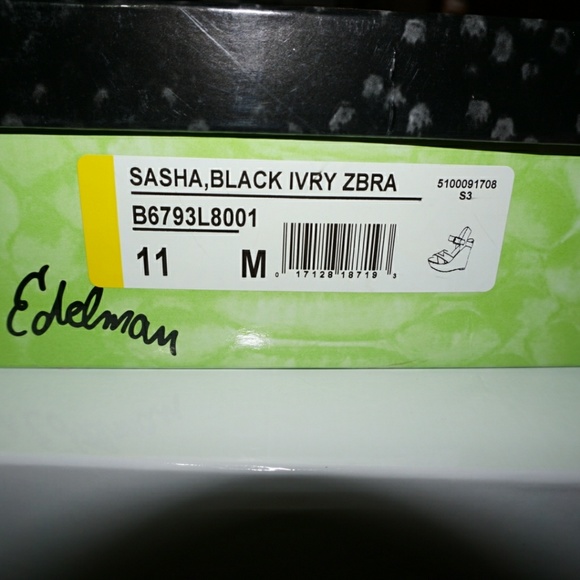 SASHA,BLACK IVRY ZBRA
5100091708
S3
B6793L8001
11 M
0 17128 18719 3
Edelman